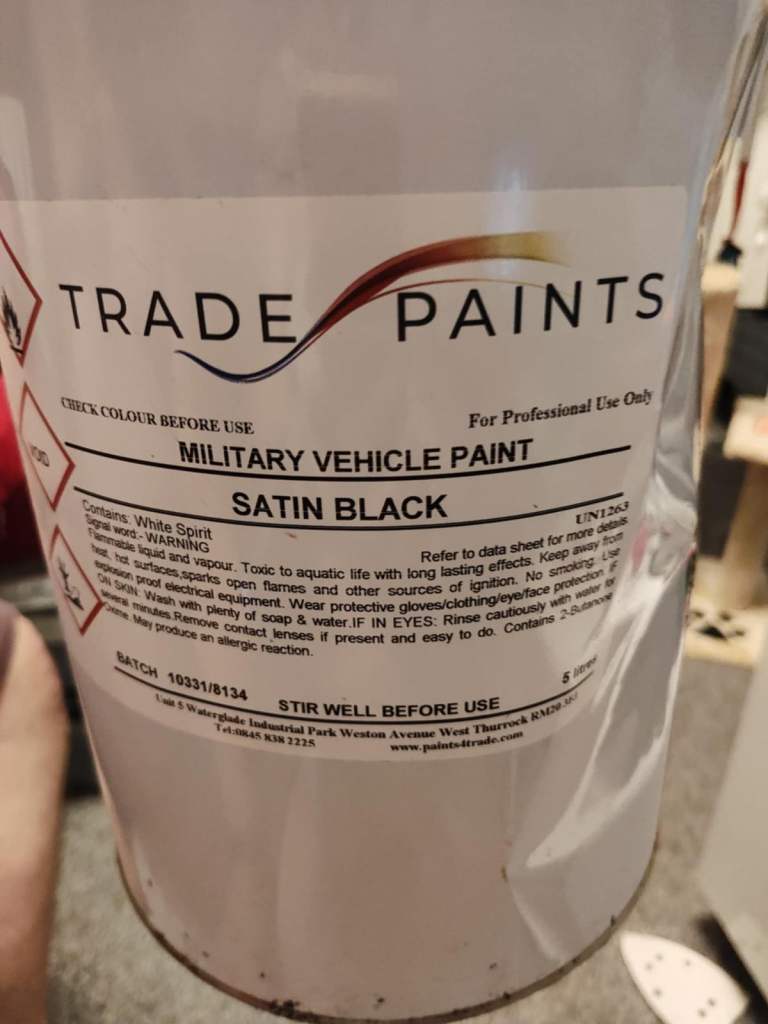 TRADE PAINTS
CHECK COLOUR BEFORE USE
For Professional Use Only
MILITARY VEHICLE PAINT
SATIN BLACK
Contains: White Spirit
UN1263
Signal word:- WARNING
Refer to data sheet for more details.
Flammable liquid and vapour. Toxic to aquatic life with long lasting effects. Keep away from
heat, hot surfaces,sparks open flames and other sources of ignition. No smoking. Use
explosion proof electrical equipment. Wear protective gloves/clothing/eye/face protection. IF
ON SKIN: Wash with plenty of soap & water.IF IN EYES: Rinse cautiously with water for
several minutes.Remove contact lenses if present and easy to do. Contains 2-Butanone
Oxime. May produce an allergic reaction.
VOID
BATCH 10331/8134
5 litres
STIR WELL BEFORE USE
Unit 5 Waterglade Industrial Park Weston Avenue West Thurrock RM20
Tel:0845 838 2225
www.paints4trade.com